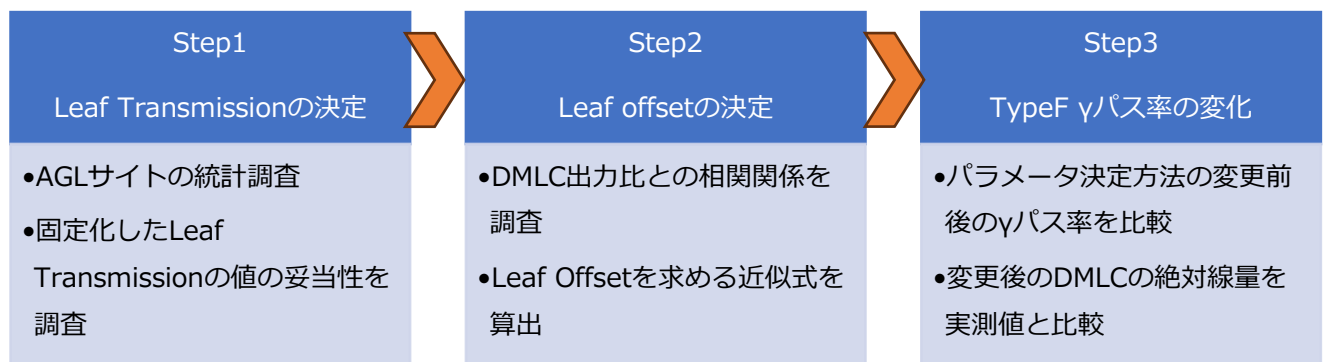 Step1
Leaf Transmissionの決定
•AGLサイトの統計調査
•固定化したLeaf
Transmissionの値の妥当性を
調査
Step2
Leaf offsetの決定
•DMLC出力比との相関関係を
調査
•Leaf Offsetを求める近似式を
算出
Step3
TypeF γパス率の変化
•パラメータ決定方法の変更前
後のγパス率を比較
•変更後のDMLCの絶対線量を
実測値と比較